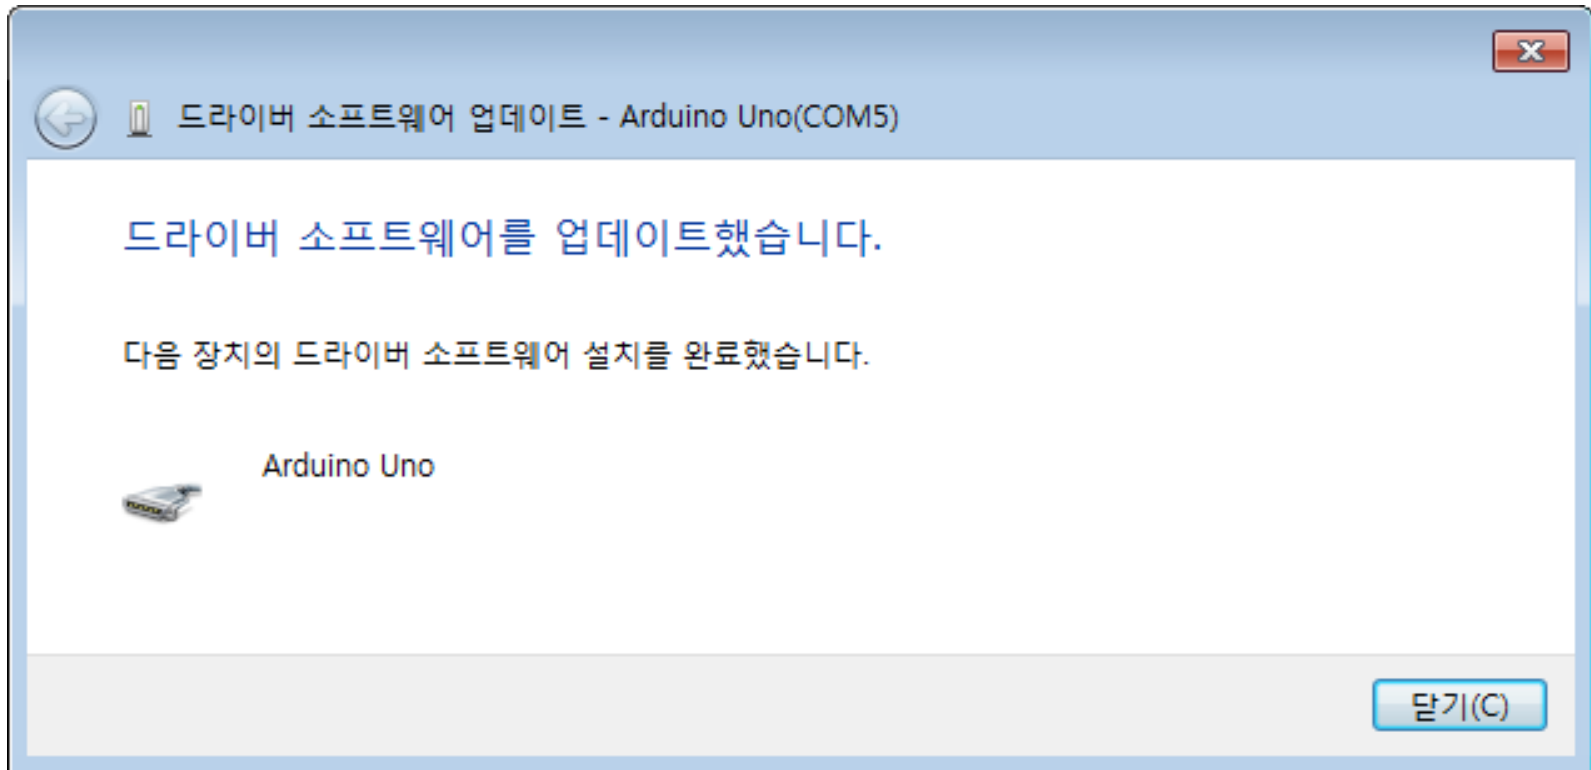 드라이버 소프트웨어 업데이트 - Arduino Uno(COM5)
드라이버 소프트웨어를 업데이트했습니다.
다음 장치의 드라이버 소프트웨어 설치를 완료했습니다.
Arduino Uno
닫기(C)